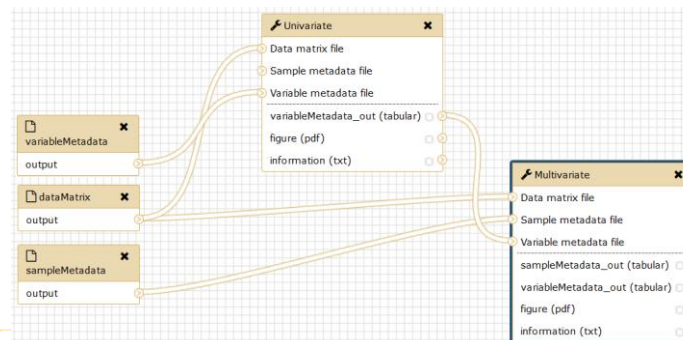 Univariate
Data matrix file
Sample metadata file
Variable metadata file
variableMetadata_out (tabular)
figure (pdf)
information (txt)
variableMetadata
output
dataMatrix
output
sampleMetadata
output
Multivariate
Data matrix file
Sample metadata file
Variable metadata file
sampleMetadata_out (tabular)
variableMetadata_out (tabular)
figure (pdf)
information (txt)